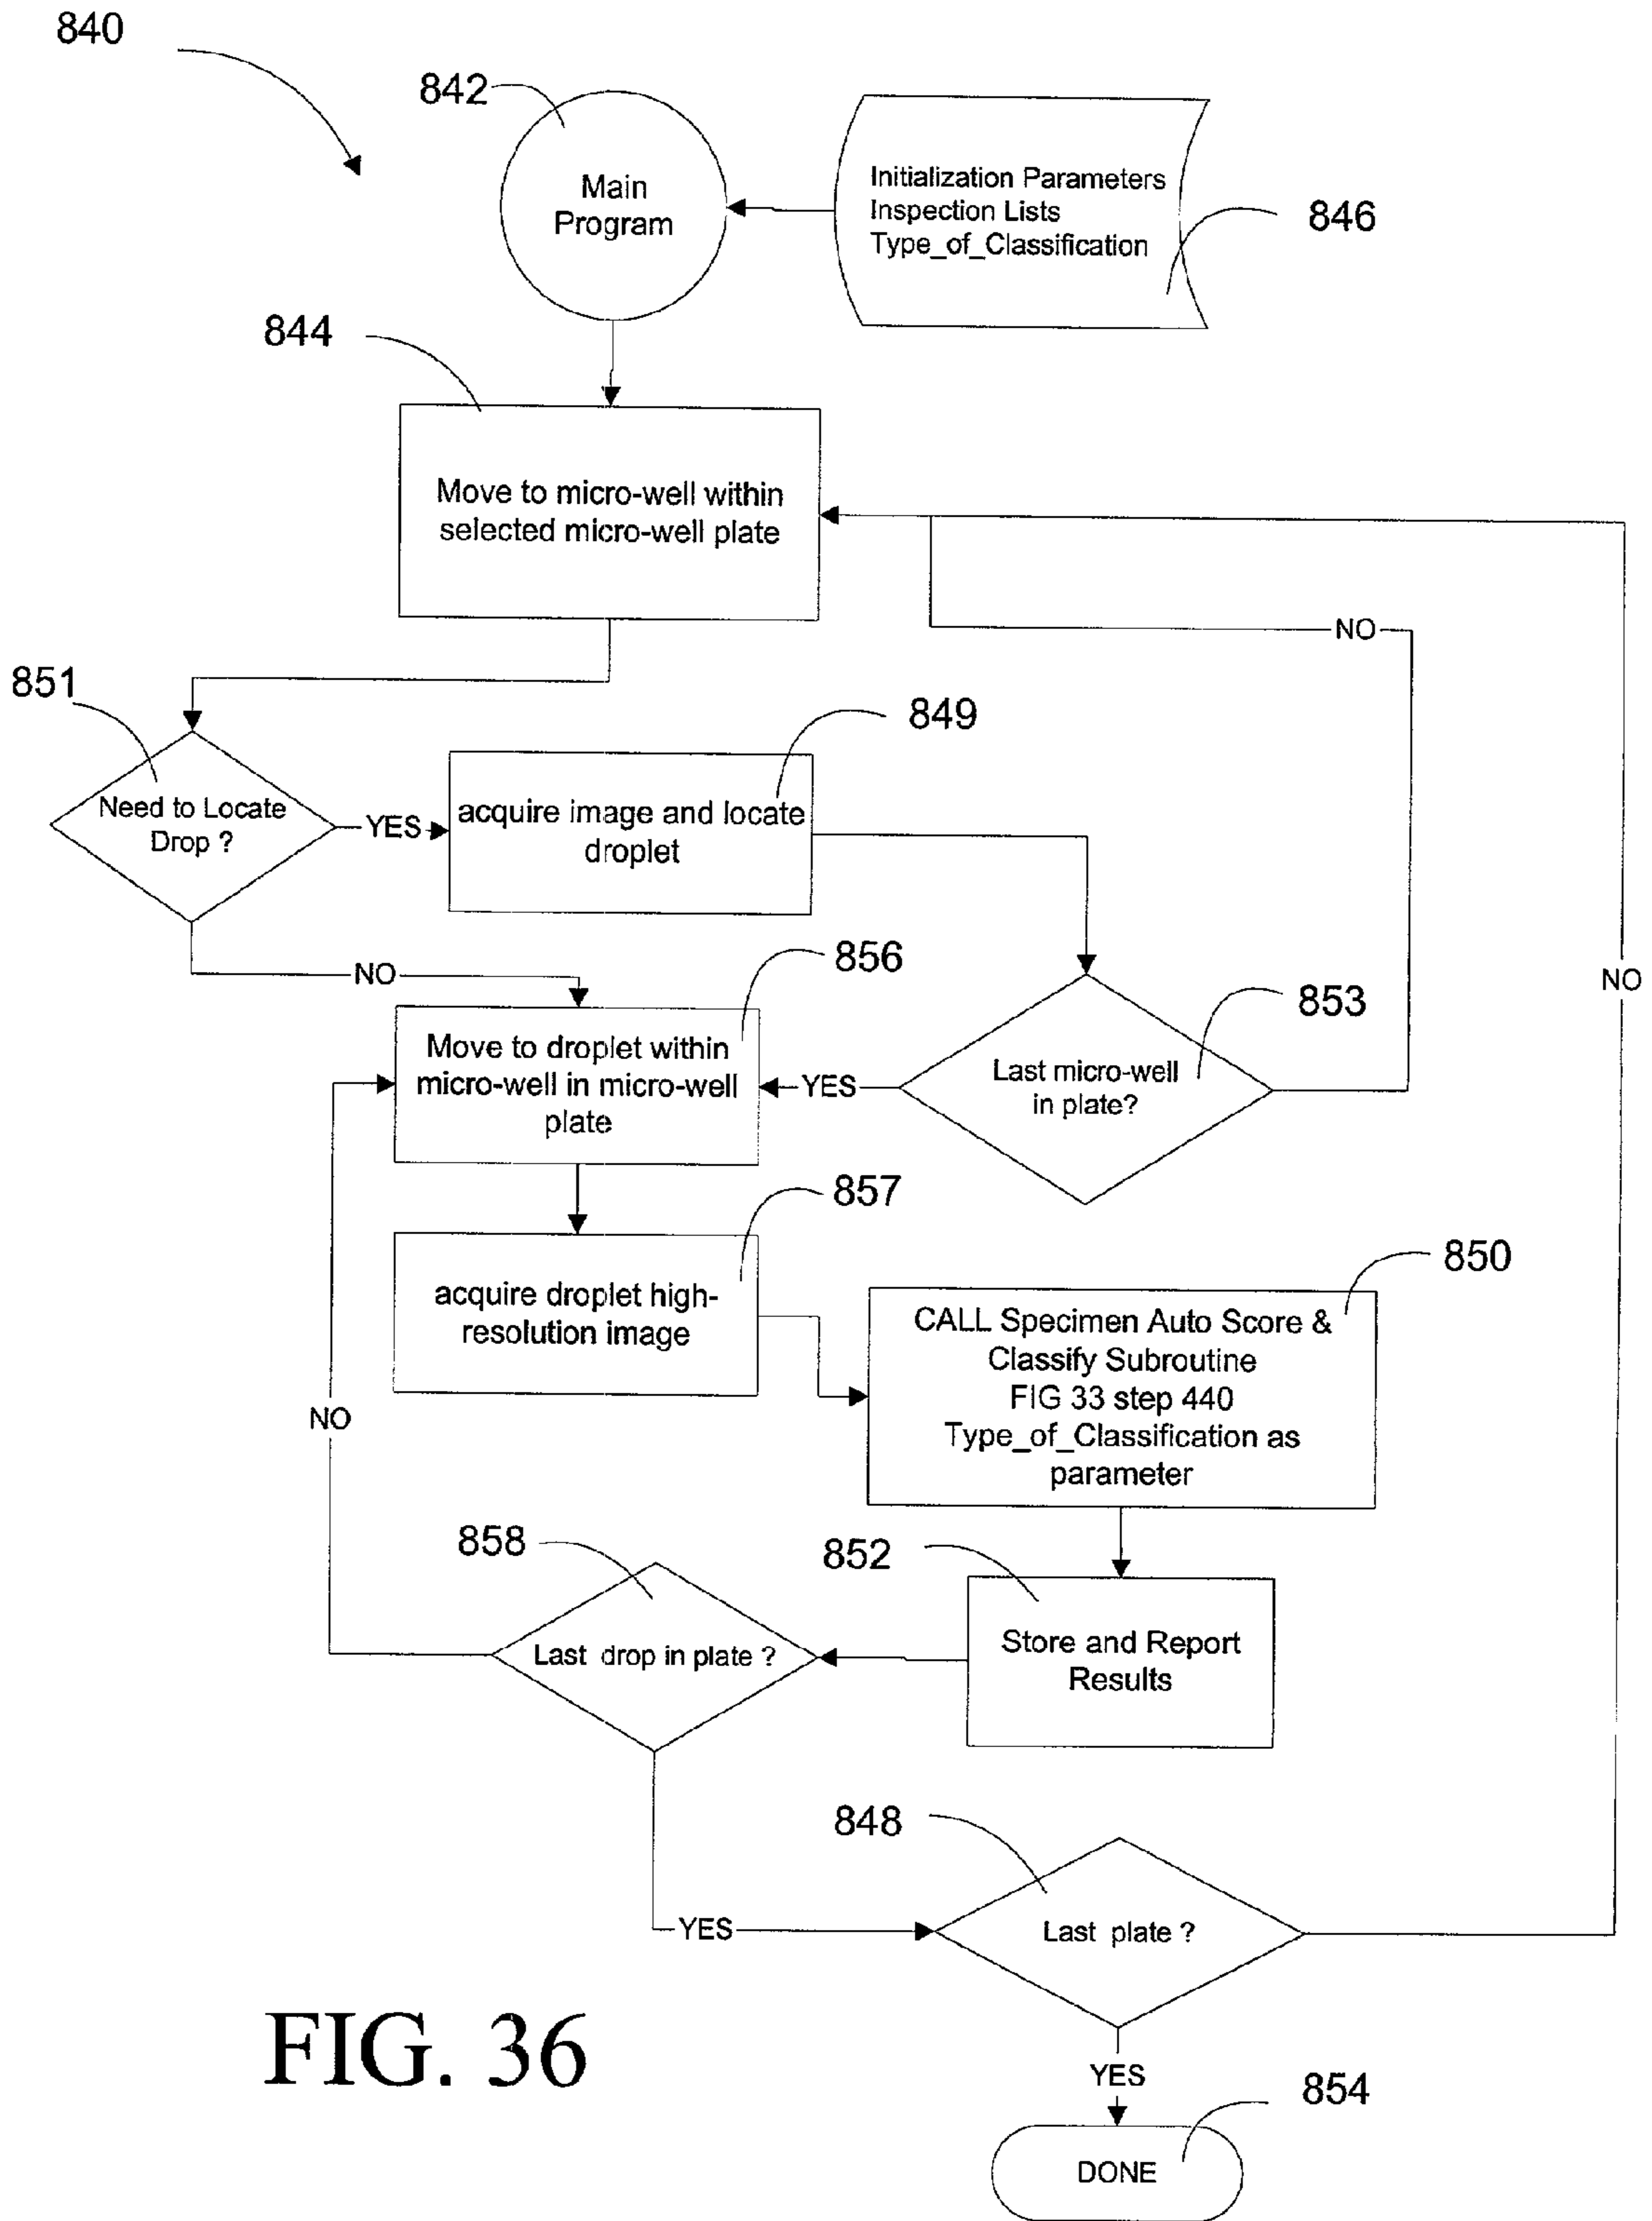 840
842
Main
Program
Initialization Parameters
Inspection Lists
Type_of_Classification
846
844
Move to micro-well within
selected micro-well plate
NO
851
849
Need to Locate
Drop ?
YES
acquire image and locate
droplet
NO
856
853
NO
Move to droplet within
micro-well in micro-well
plate
YES
Last micro-well
in plate?
857
acquire droplet high-
resolution image
850
CALL Specimen Auto Score &
Classify Subroutine
FIG 33 step 440
Type_of_Classification as
parameter
NO
858
852
Last drop in plate ?
Store and Report
Results
848
YES
Last plate ?
FIG. 36
YES
854
DONE